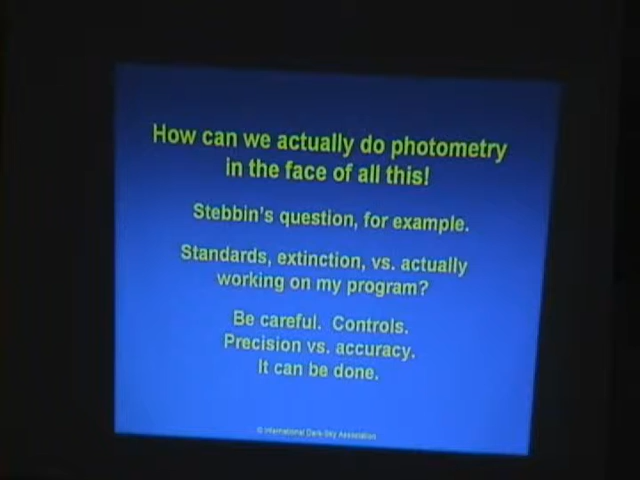 How can we actually do photometry
in the face of all this!
Stebbin's question, for example.
Standards, extinction, vs. actually
working on my program?
Be careful. Controls.
Precision vs. accuracy.
It can be done.
© International Dark-Sky Association